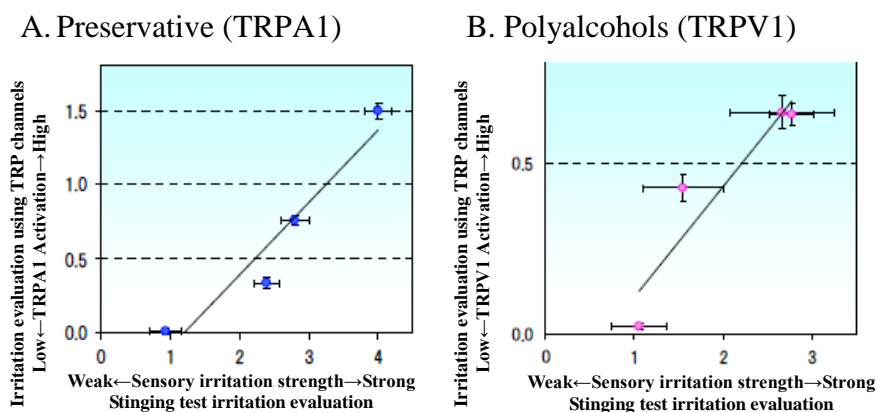 A. Preservative (TRPA1)
Irritation evaluation using TRP channels
Low←TRPA1 Activation→High
1.5
1.0
0.5
0.0
0 1 2 3 4
Weak←Sensory irritation strength→Strong
Stinging test irritation evaluation
B. Polyalcohols (TRPV1)
Irritation evaluation using TRP channels
Low←TRPV1 Activation→High
0.5
0.0
0 1 2 3
Weak←Sensory irritation strength→Strong
Stinging test irritation evaluation